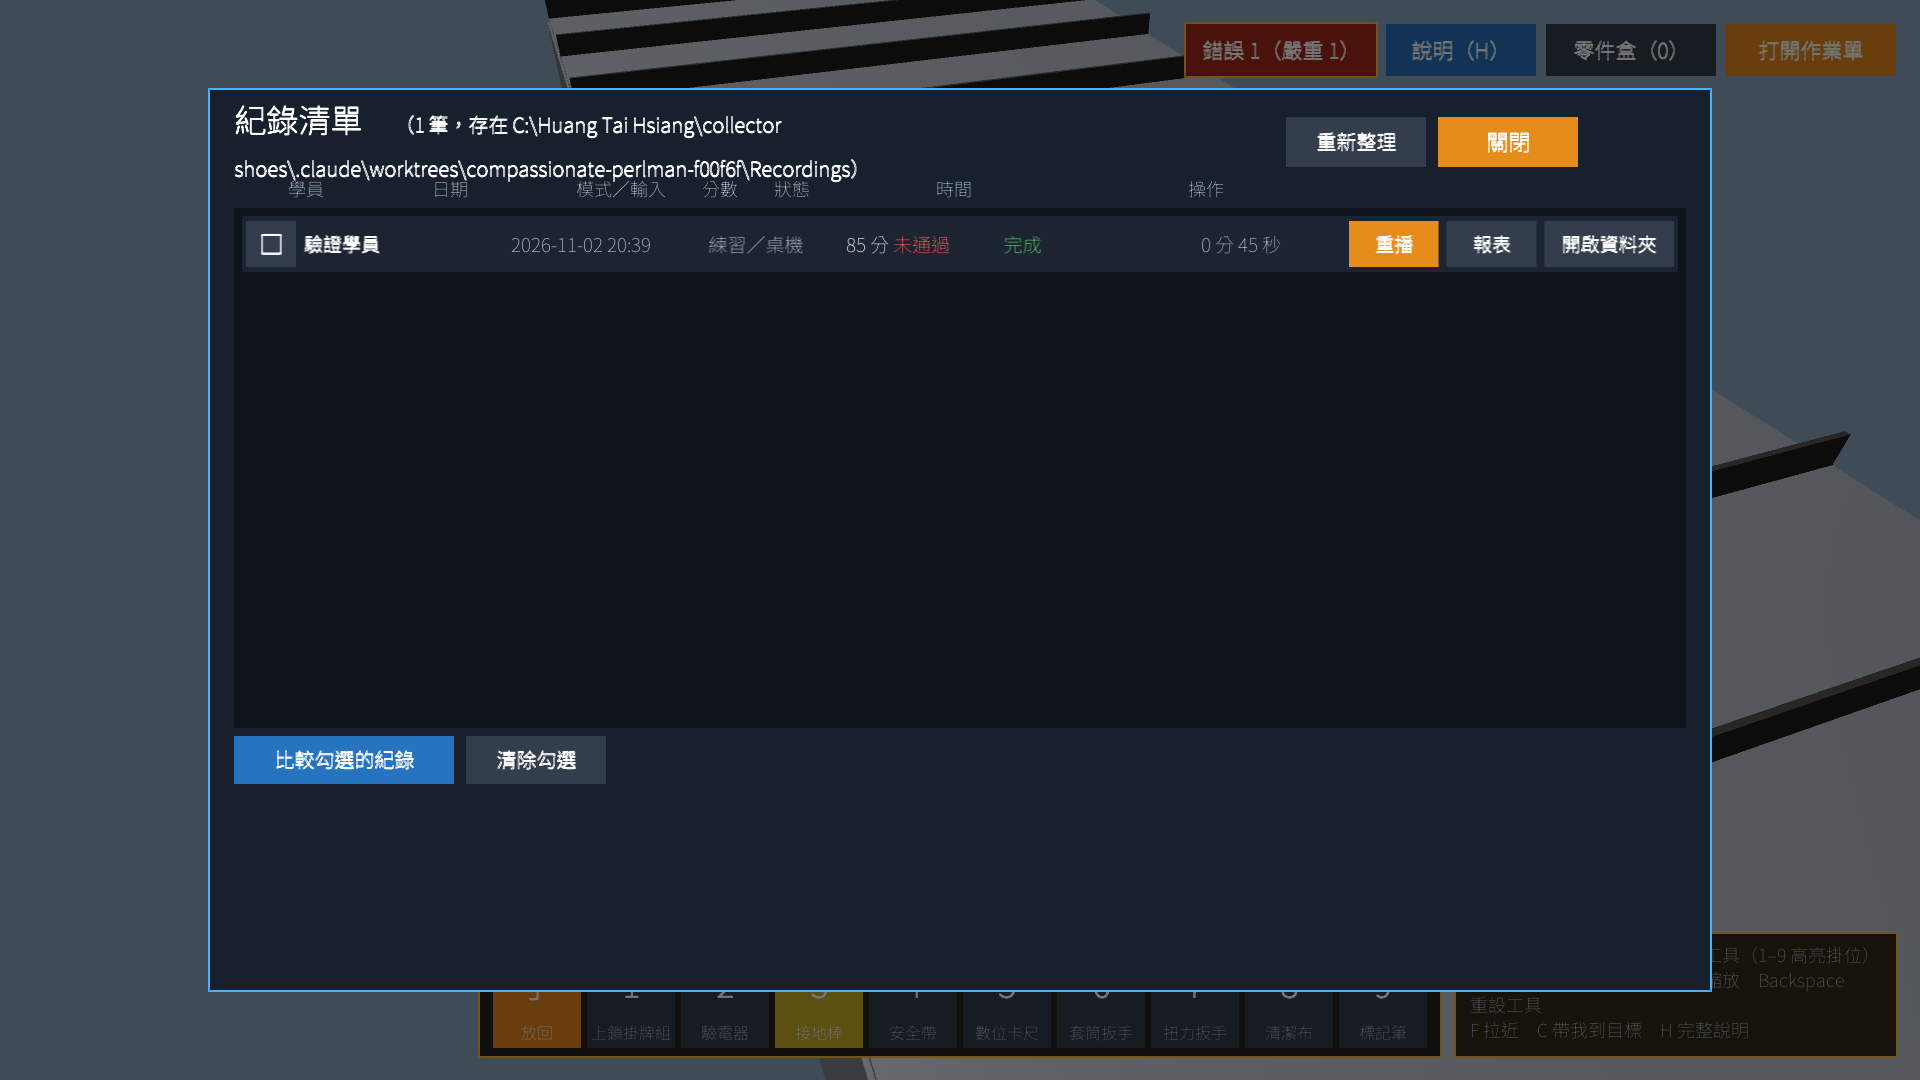 錯誤 1（嚴重 1）
說明（H）
零件盒（0）
打開作業單
紀錄清單 （1 筆，存在 C:\Huang Tai Hsiang\collector
shoes\.claude\worktrees\compassionate-perlman-f00f6f\Recordings）
重新整理
關閉
學員 日期 模式／輸入 分數 狀態 時間 操作
驗證學員 2026-11-02 20:39 練習／桌機 85 分 未通過 完成 0 分 45 秒 重播 報表 開啟資料夾
比較勾選的紀錄
清除勾選
放回 上鎖掛牌組 驗電器 接地棒 安全帶 數位卡尺 套筒扳手 扭力扳手 清潔布 標記筆
工具（1–9 高亮掛位）
縮放 Backspace
重設工具
F 拉近 C 帶我到目標 H 完整說明